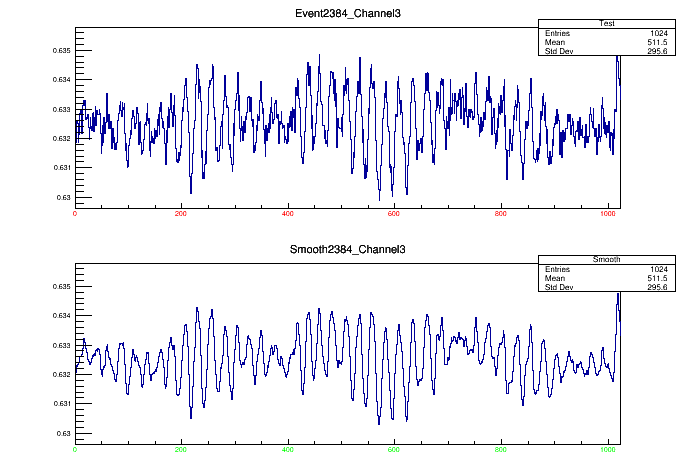 Event2384_Channel3
Test
Entries 1024
Mean 511.5
Std Dev 295.6
0.635
0.634
0.633
0.632
0.631
0.63
0 200 400 600 800 1000
Smooth2384_Channel3
Smooth
Entries 1024
Mean 511.5
Std Dev 295.6
0.635
0.634
0.633
0.632
0.631
0.63
0 200 400 600 800 1000